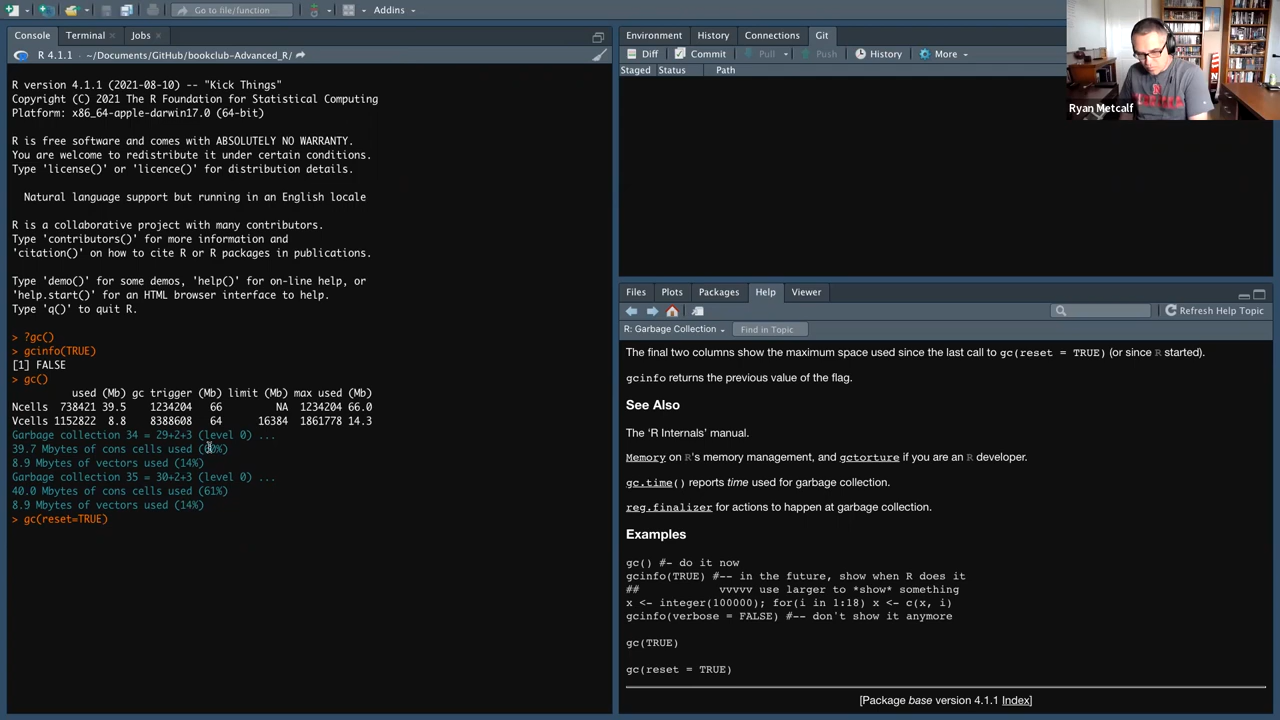 Go to file/function
Addins
Console
Terminal
Jobs
R 4.1.1 · ~/Documents/GitHub/bookclub-Advanced_R/
R version 4.1.1 (2021-08-10) -- "Kick Things"
Copyright (C) 2021 The R Foundation for Statistical Computing
Platform: x86_64-apple-darwin17.0 (64-bit)
R is free software and comes with ABSOLUTELY NO WARRANTY.
You are welcome to redistribute it under certain conditions.
Type 'license()' or 'licence()' for distribution details.
Natural language support but running in an English locale
R is a collaborative project with many contributors.
Type 'contributors()' for more information and
'citation()' on how to cite R or R packages in publications.
Type 'demo()' for some demos, 'help()' for on-line help, or
'help.start()' for an HTML browser interface to help.
Type 'q()' to quit R.
> ?gc()
> gcinfo(TRUE)
[1] FALSE
> gc()
used (Mb) gc trigger (Mb) limit (Mb) max used (Mb)
Ncells 738421 39.5 1234204 66 NA 1234204 66.0
Vcells 1152822 8.8 8388608 64 16384 1861778 14.3
Garbage collection 34 = 29+2+3 (level 0) ...
39.7 Mbytes of cons cells used
8.9 Mbytes of vectors used (14%)
Garbage collection 35 = 30+2+3 (level 0) ...
40.0 Mbytes of cons cells used (61%)
8.9 Mbytes of vectors used (14%)
> gc(reset=TRUE)
Environment
History
Connections
Git
Diff
Commit
Pull
Push
History
More
Staged
Status
Path
Ryan Metcalf
Files
Plots
Packages
Help
Viewer
Refresh Help Topic
R: Garbage Collection
Find in Topic
The final two columns show the maximum space used since the last call to gc(reset = TRUE) (or since R started).
gcinfo returns the previous value of the flag.
See Also
The ‘R Internals’ manual.
Memory on R's memory management, and gctorture if you are an R developer.
gc.time() reports time used for garbage collection.
reg.finalizer for actions to happen at garbage collection.
Examples
gc() #- do it now
gcinfo(TRUE) #-- in the future, show when R does it
## vvvvv use larger to *show* something
x <- integer(100000); for(i in 1:18) x <- c(x, i)
gcinfo(verbose = FALSE) #-- don't show it anymore
gc(TRUE)
gc(reset = TRUE)
[Package base version 4.1.1 Index]